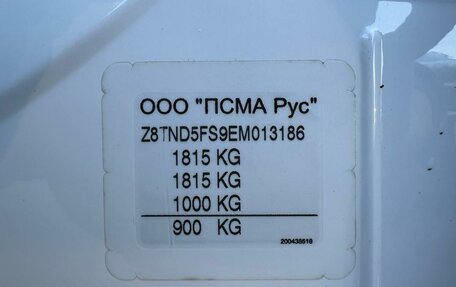 ООО "ПСМА Рус"
Z8TND5FS9EM013186
1815 KG
1815 KG
1000 KG
900 KG
200438618